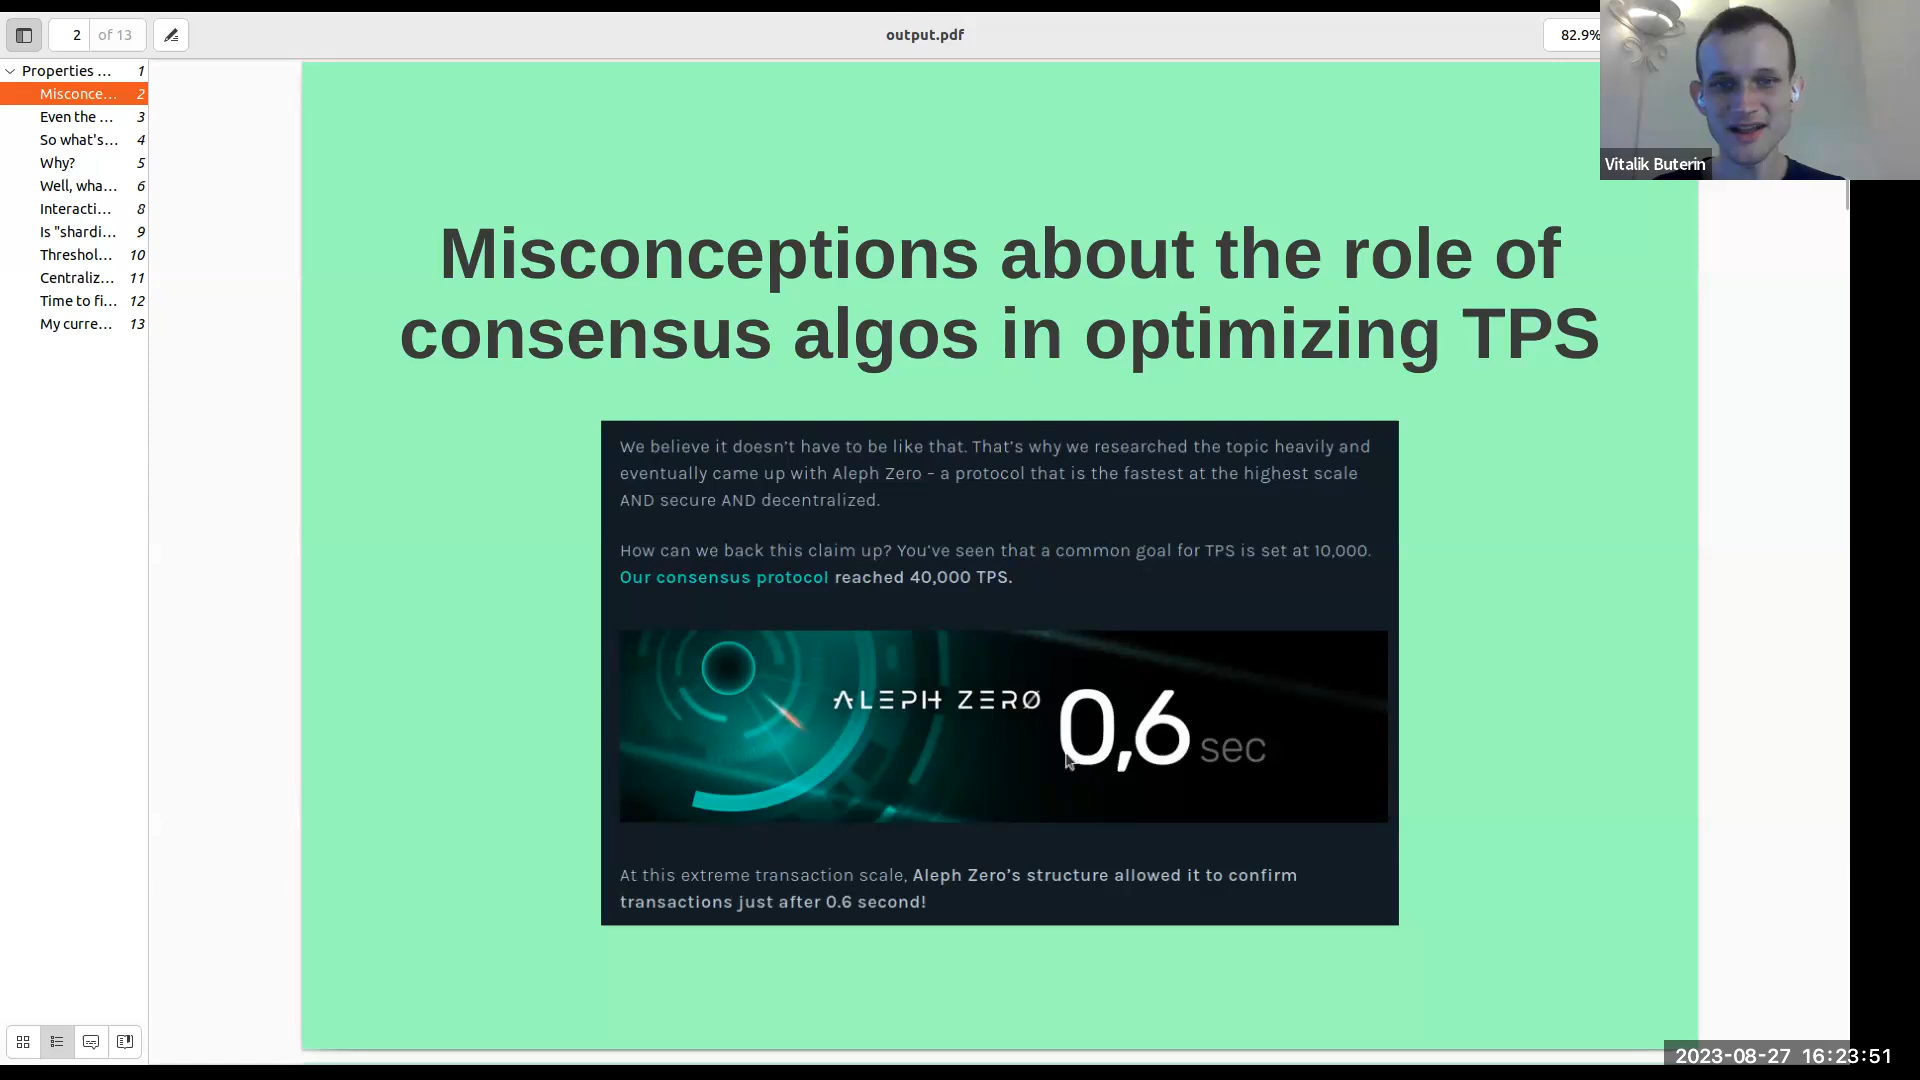 2 of 13
output.pdf
82.9%
Properties ... 1
Misconce... 2
Even the ... 3
So what's... 4
Why? 5
Well, wha... 6
Interacti... 8
Is "shardi... 9
Threshol... 10
Centraliz... 11
Time to fi... 12
My curre... 13
Vitalik Buterin
Misconceptions about the role of
consensus algos in optimizing TPS
We believe it doesn't have to be like that. That's why we researched the topic heavily and
eventually came up with Aleph Zero – a protocol that is the fastest at the highest scale
AND secure AND decentralized.
How can we back this claim up? You've seen that a common goal for TPS is set at 10,000.
Our consensus protocol reached 40,000 TPS.
ALEPH ZERØ 0,6 sec
At this extreme transaction scale, Aleph Zero's structure allowed it to confirm
transactions just after 0.6 second!
2023-08-27 16:23:51